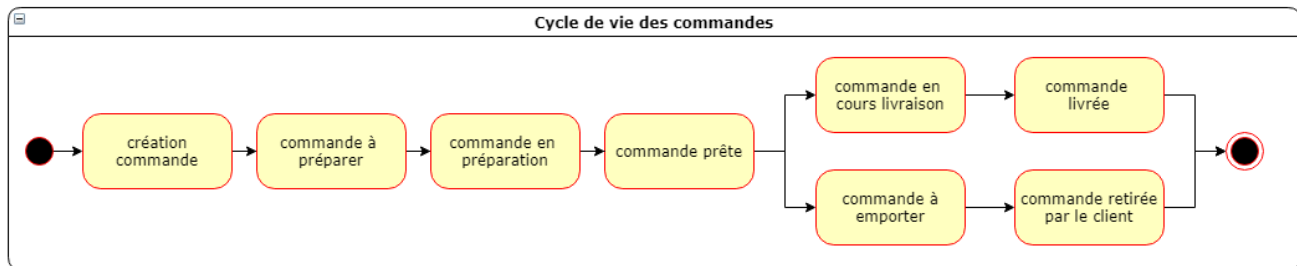 Cycle de vie des commandes
création
commande
commande à
préparer
commande en
préparation
commande prête
commande en
cours livraison
commande
livrée
commande à
emporter
commande retirée
par le client